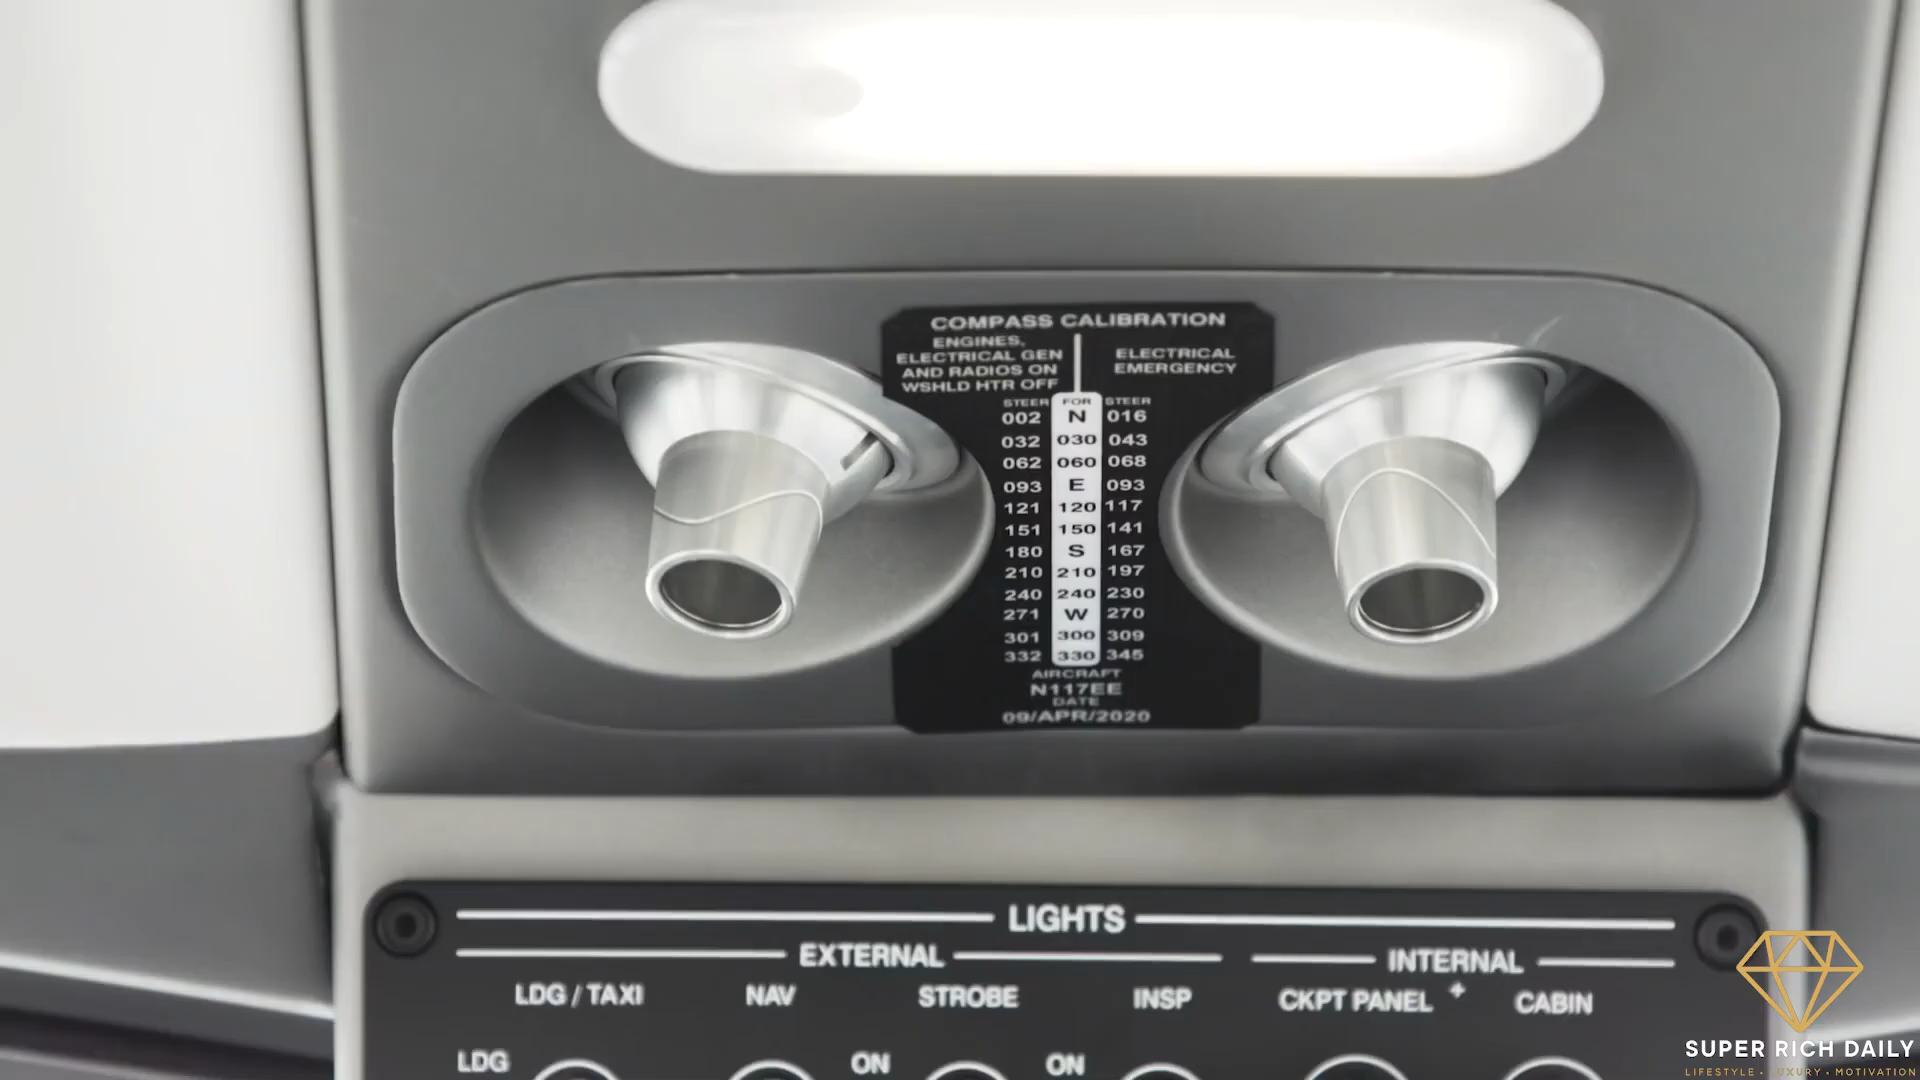 COMPASS CALIBRATION
ENGINES,
ELECTRICAL GEN
AND RADIOS ON
WSHLD HTR OFF
ELECTRICAL
EMERGENCY
STEER FOR STEER
002 N 016
032 030 043
062 060 068
093 E 093
121 120 117
151 150 141
180 S 167
210 210 197
240 240 230
271 W 270
301 300 309
332 330 345
AIRCRAFT
N117EE
DATE
09/APR/2020
LIGHTS
EXTERNAL INTERNAL
LDG / TAXI NAV STROBE INSP CKPT PANEL CABIN
LDG ON ON
SUPER RICH DAILY
LIFESTYLE • LUXURY • MOTIVATION